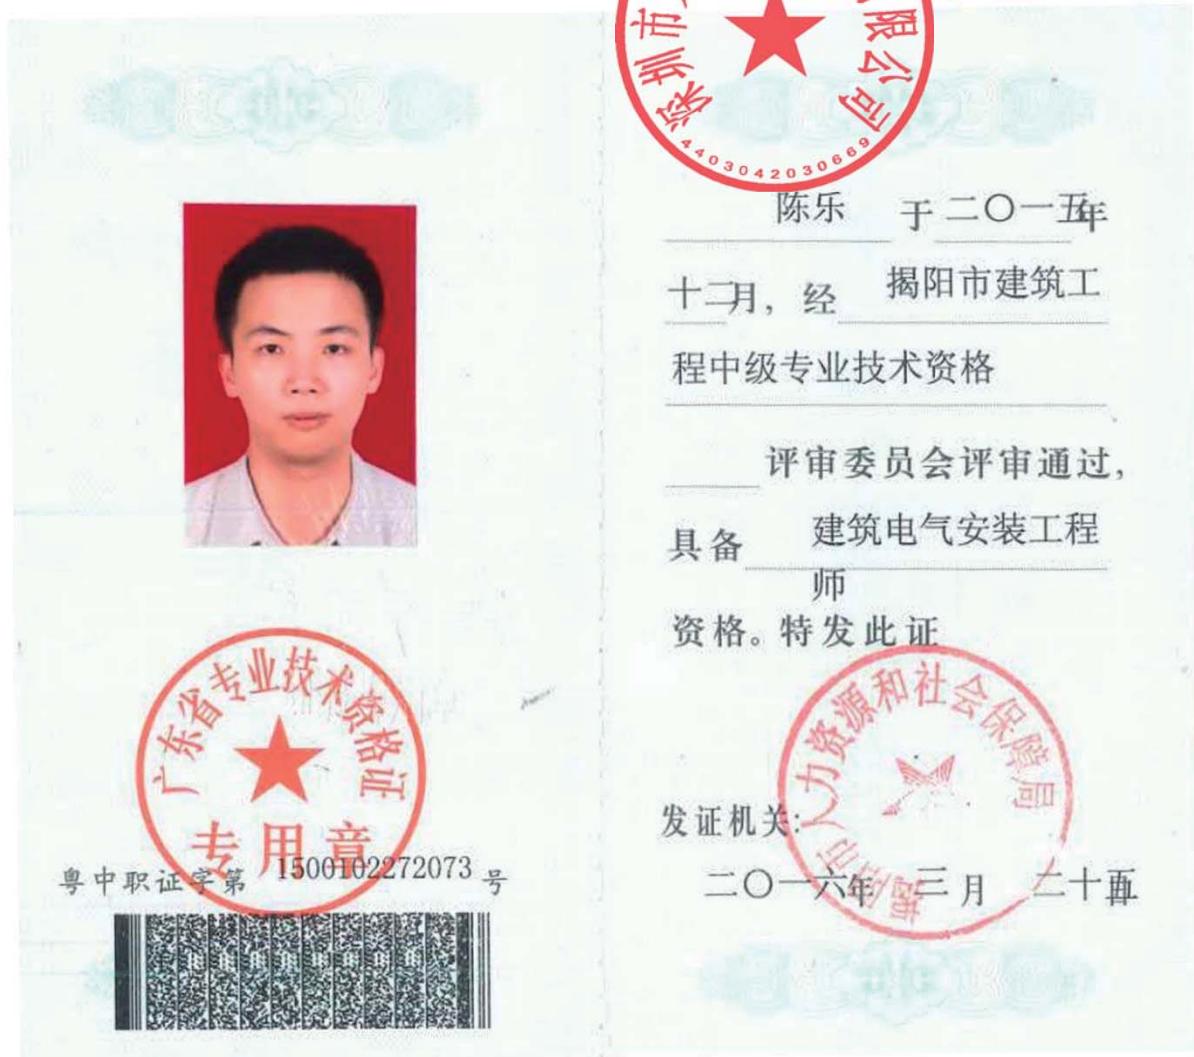 广东省专业技术资格证
专用章
粤中职证字第 1500102272073 号
深圳市
限公司
4403042030669
陈乐 于二〇一五年
十二月，经 揭阳市建筑工
程中级专业技术资格
评审委员会评审通过，
具备 建筑电气安装工程
师
资格。特发此证
揭阳市人力资源和社会保障局
发证机关：
二〇一六年 三月 二十五日